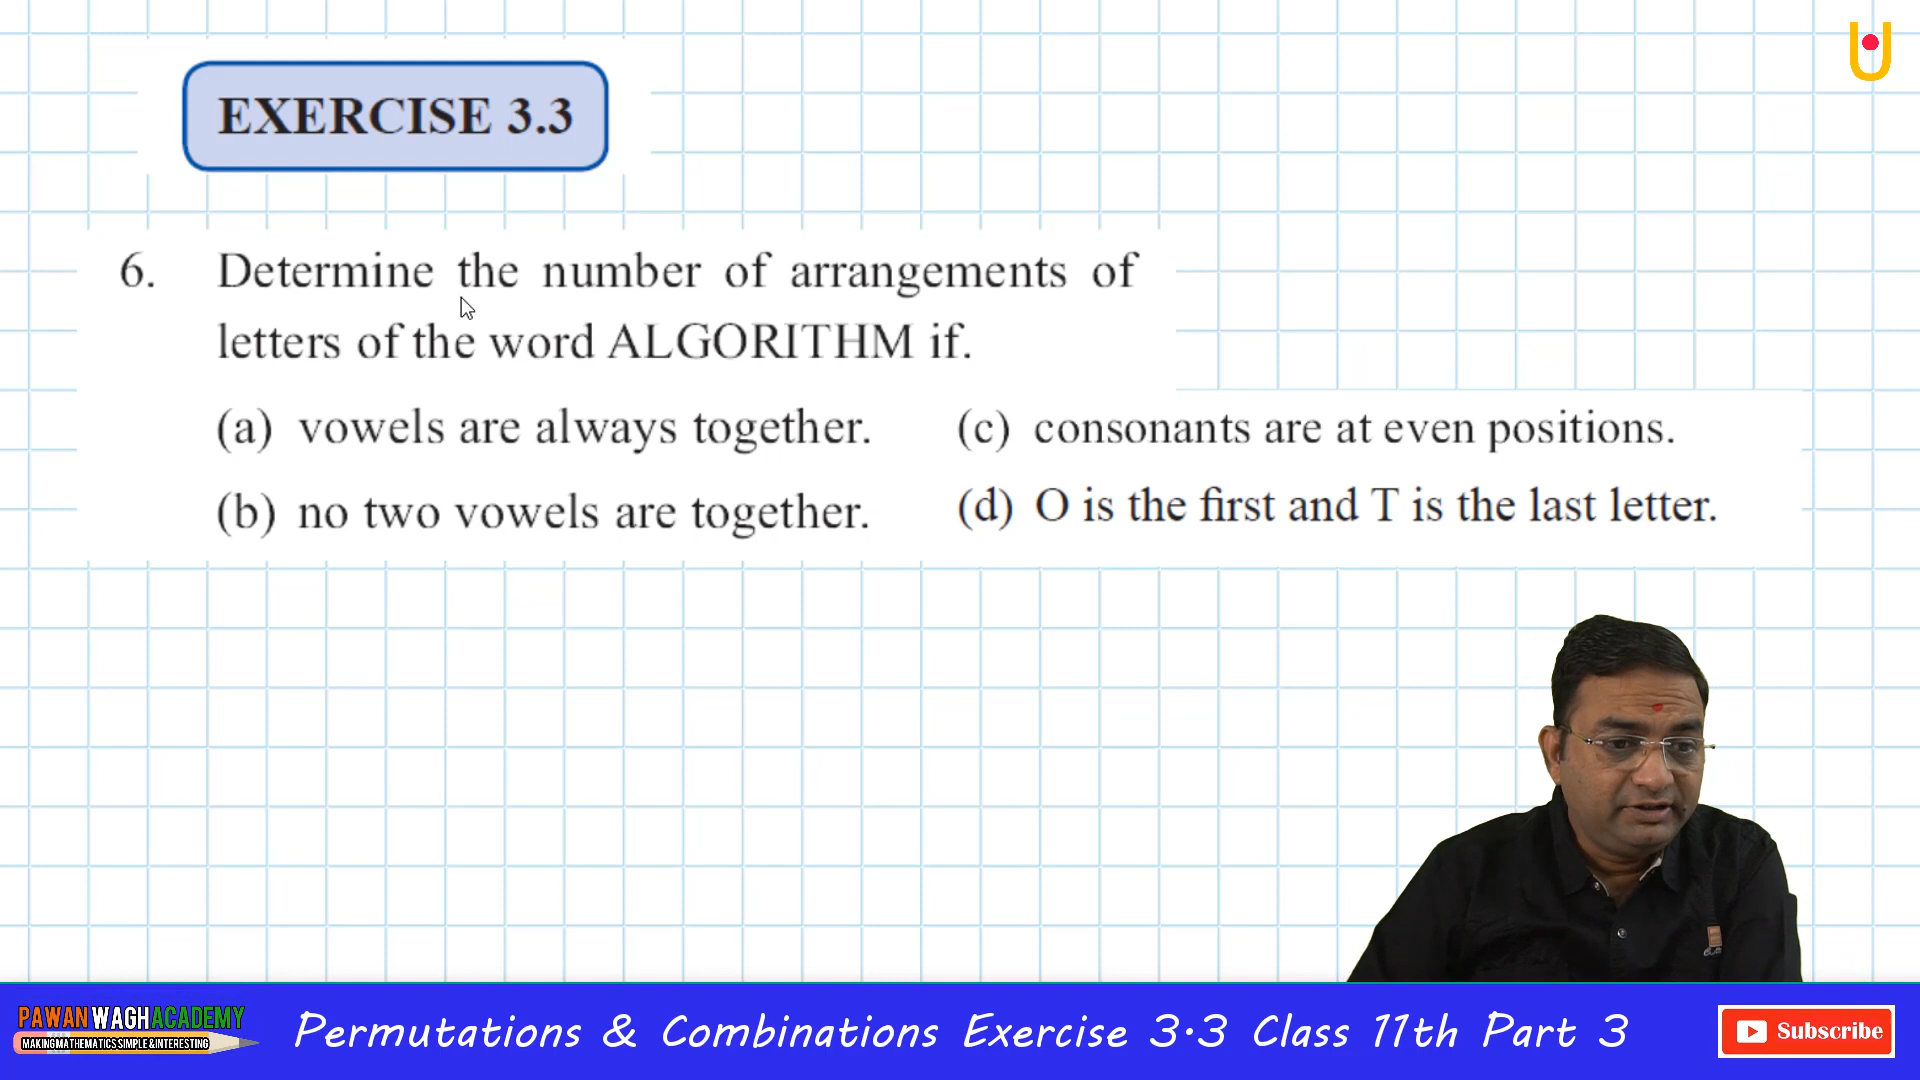 EXERCISE 3.3
6. Determine the number of arrangements of
letters of the word ALGORITHM if.
(a) vowels are always together.
(b) no two vowels are together.
(c) consonants are at even positions.
(d) O is the first and T is the last letter.
PAWAN WAGH ACADEMY
MAKING MATHEMATICS SIMPLE & INTERESTING
Permutations & Combinations Exercise 3.3 Class 11th Part 3
Subscribe